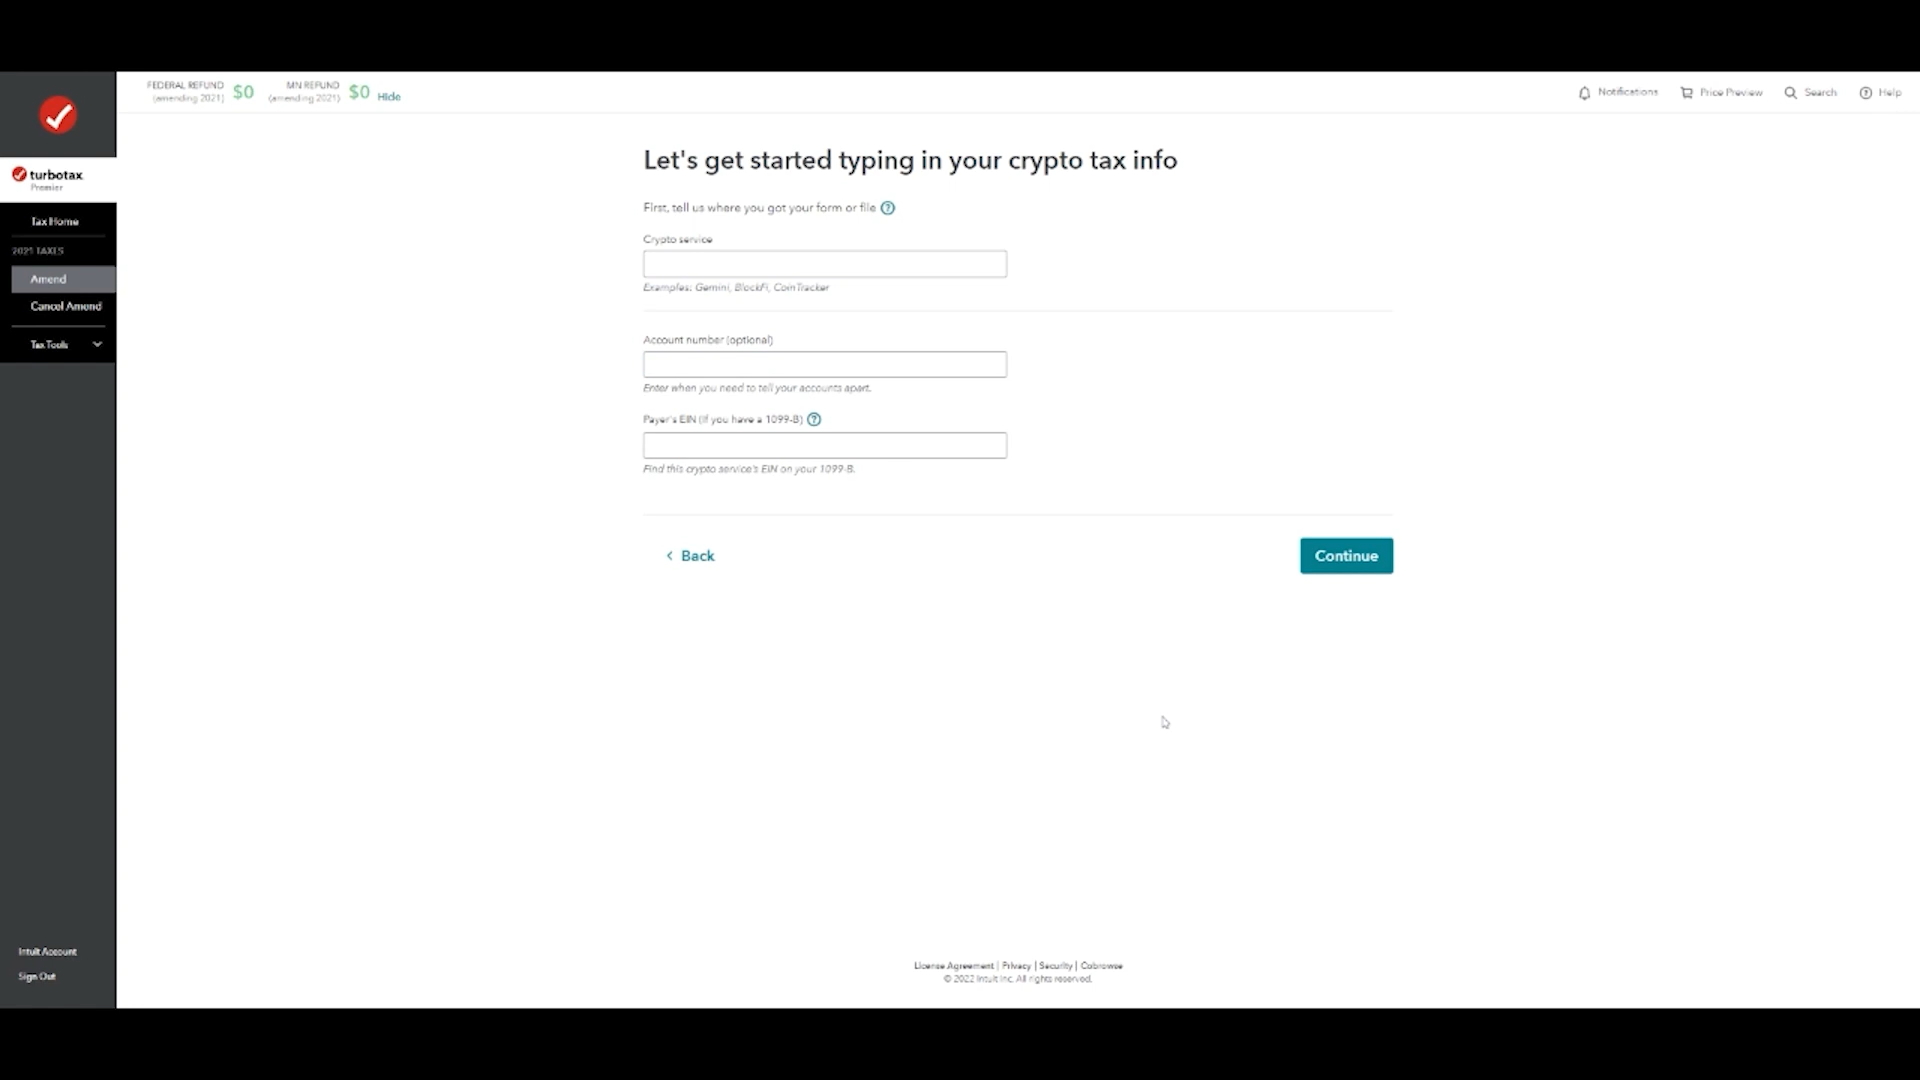 FEDERAL REFUND
(amending 2021)
$0
MN REFUND
(amending 2021)
$0
Hide
Notifications
Price Preview
Search
Help
turbotax
Premier
Tax Home
2021 TAXES
Amend
Cancel Amend
Tax Tools
Intuit Account
Sign Out
Let's get started typing in your crypto tax info
First, tell us where you got your form or file
Crypto service
Examples: Gemini, BlockFi, CoinTracker
Account number (optional)
Enter when you need to tell your accounts apart.
Payer's EIN (if you have a 1099-B)
Find this crypto service's EIN on your 1099-B.
Back
Continue
License Agreement | Privacy | Security | Cobrowse
© 2022 Intuit Inc. All rights reserved.